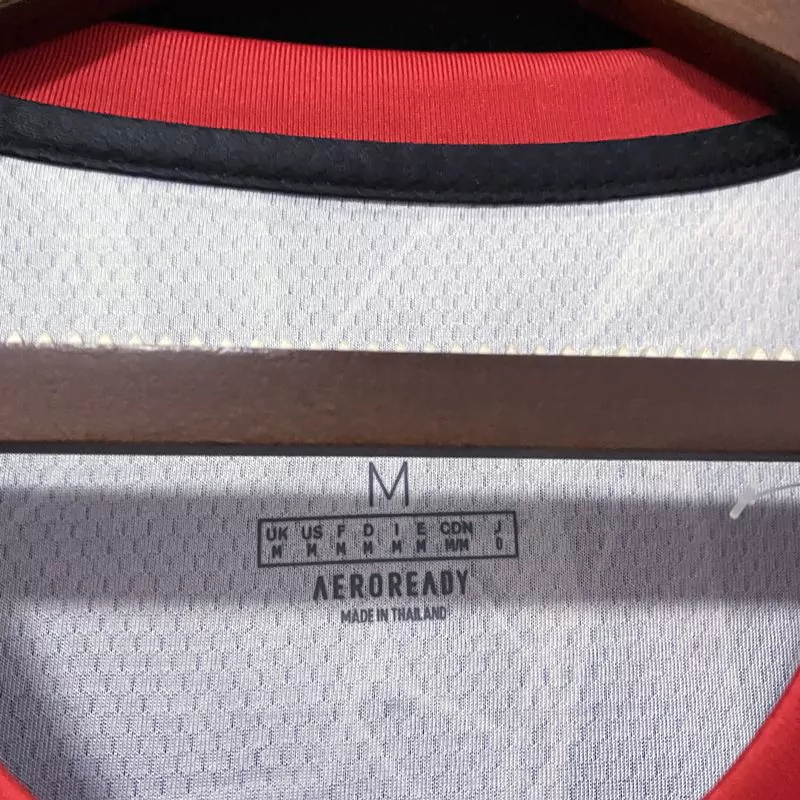 M
UK US F D I E CDN J
M M M M M M M/M O
AEROREADY
MADE IN THAILAND